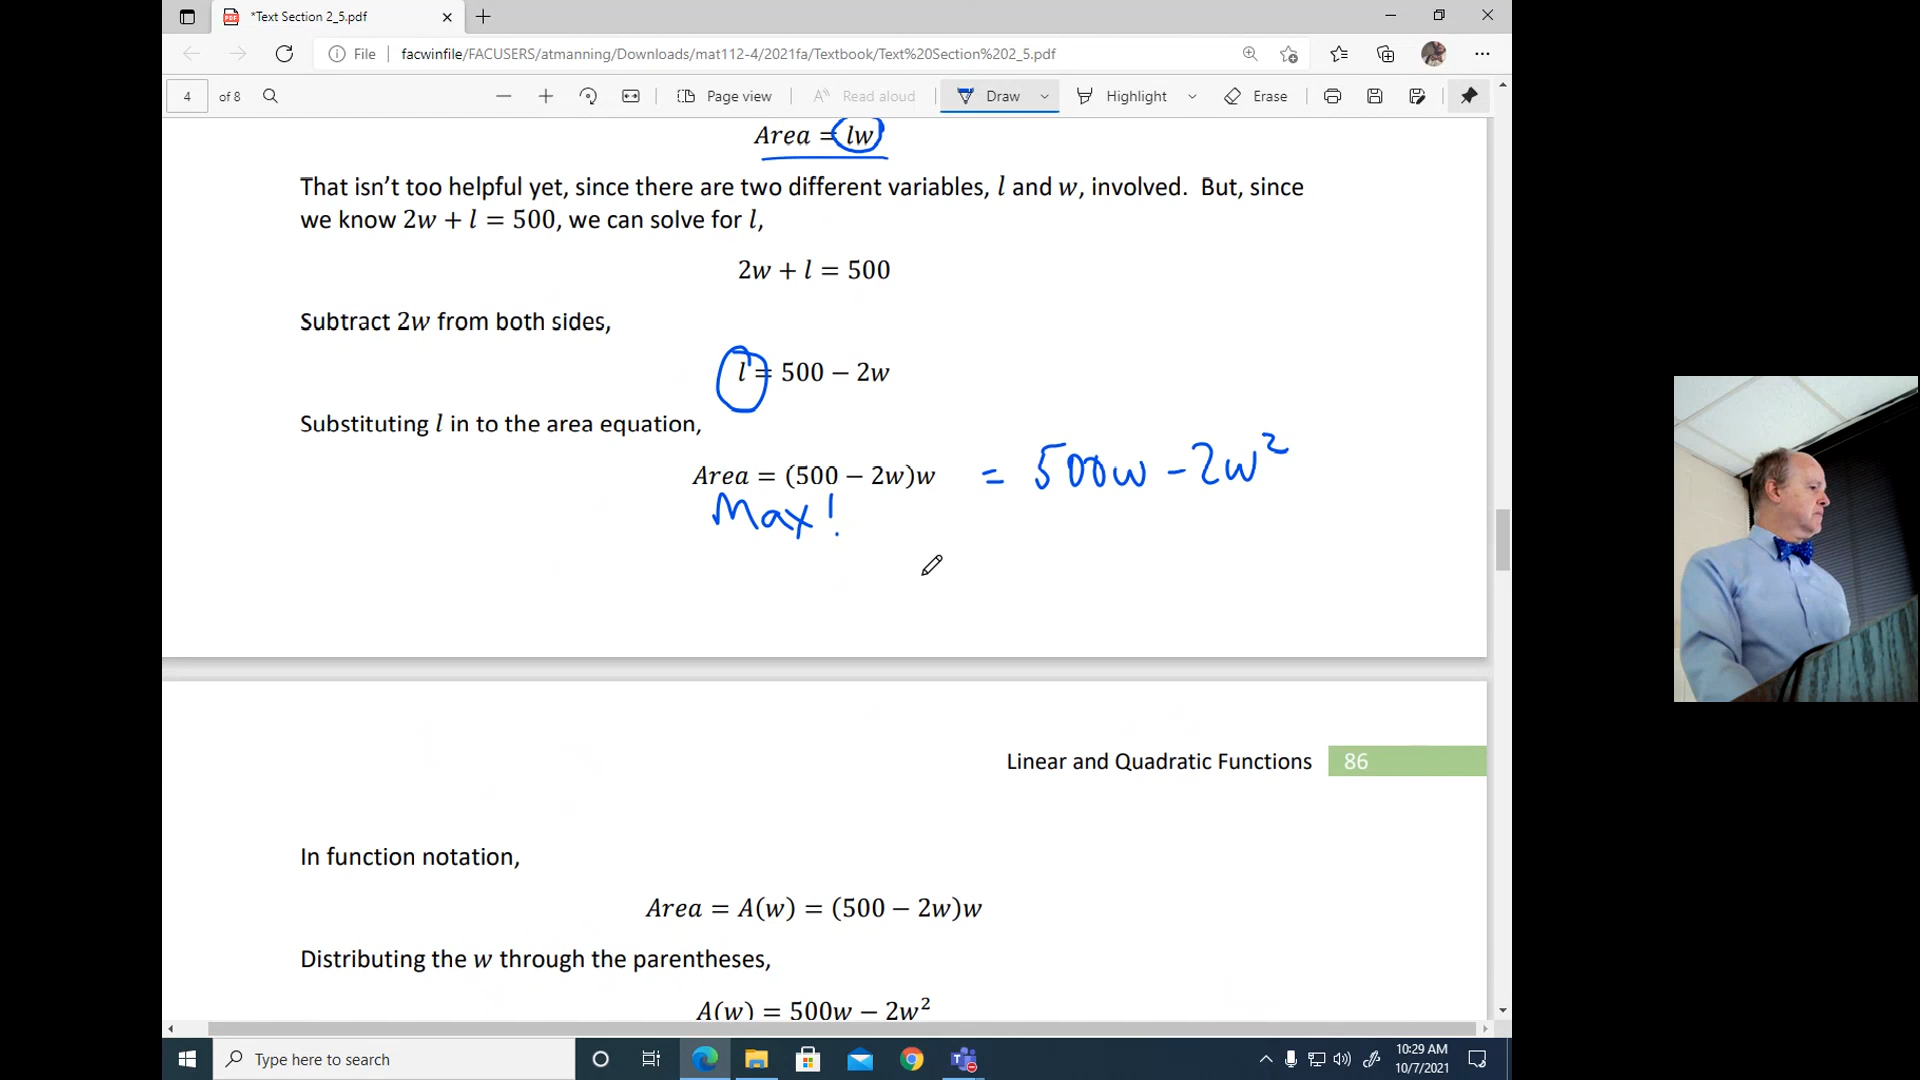 *Text Section 2_5.pdf
File facwinfile/FACUSERS/atmanning/Downloads/mat112-4/2021fa/Textbook/Text%20Section%202_5.pdf
4 of 8 Page view Read aloud Draw Highlight Erase
Area = lw
That isn't too helpful yet, since there are two different variables, l and w, involved. But, since
we know 2w + l = 500, we can solve for l,
2w + l = 500
Subtract 2w from both sides,
l = 500 − 2w
Substituting l in to the area equation,
Area = (500 − 2w)w = 500w − 2w²
Max!
Linear and Quadratic Functions 86
In function notation,
Area = A(w) = (500 − 2w)w
Distributing the w through the parentheses,
A(w) = 500w − 2w²
Type here to search
10:29 AM
10/7/2021